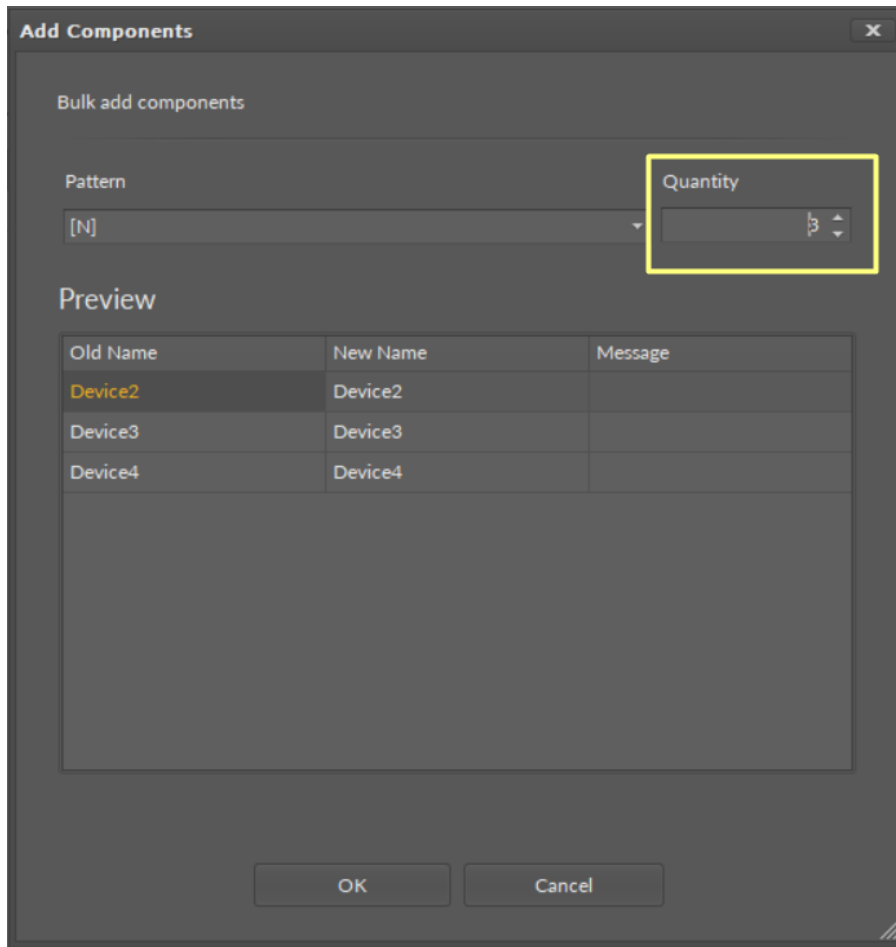 Add Components
Bulk add components
Pattern Quantity
[N] 3
Preview
Old Name New Name Message
Device2 Device2
Device3 Device3
Device4 Device4
OK Cancel